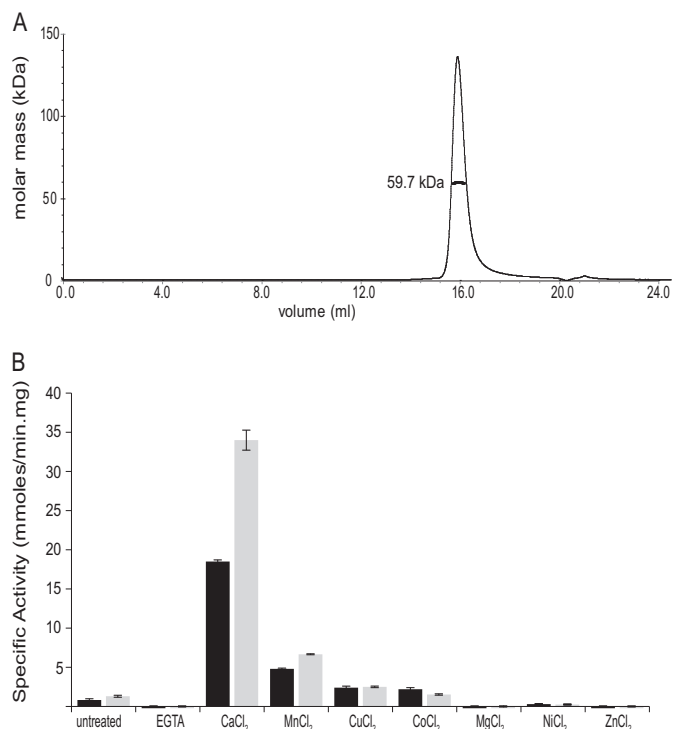 A
molar mass (kDa)
150
100
50
0
59.7 kDa
0.0 4.0 8.0 12.0 16.0 20.0 24.0
volume (ml)
B
Specific Activity (mmoles/min.mg)
40
35
30
25
20
15
10
5
untreated EGTA CaCl₂ MnCl₂ CuCl₂ CoCl₂ MgCl₂ NiCl₂ ZnCl₂